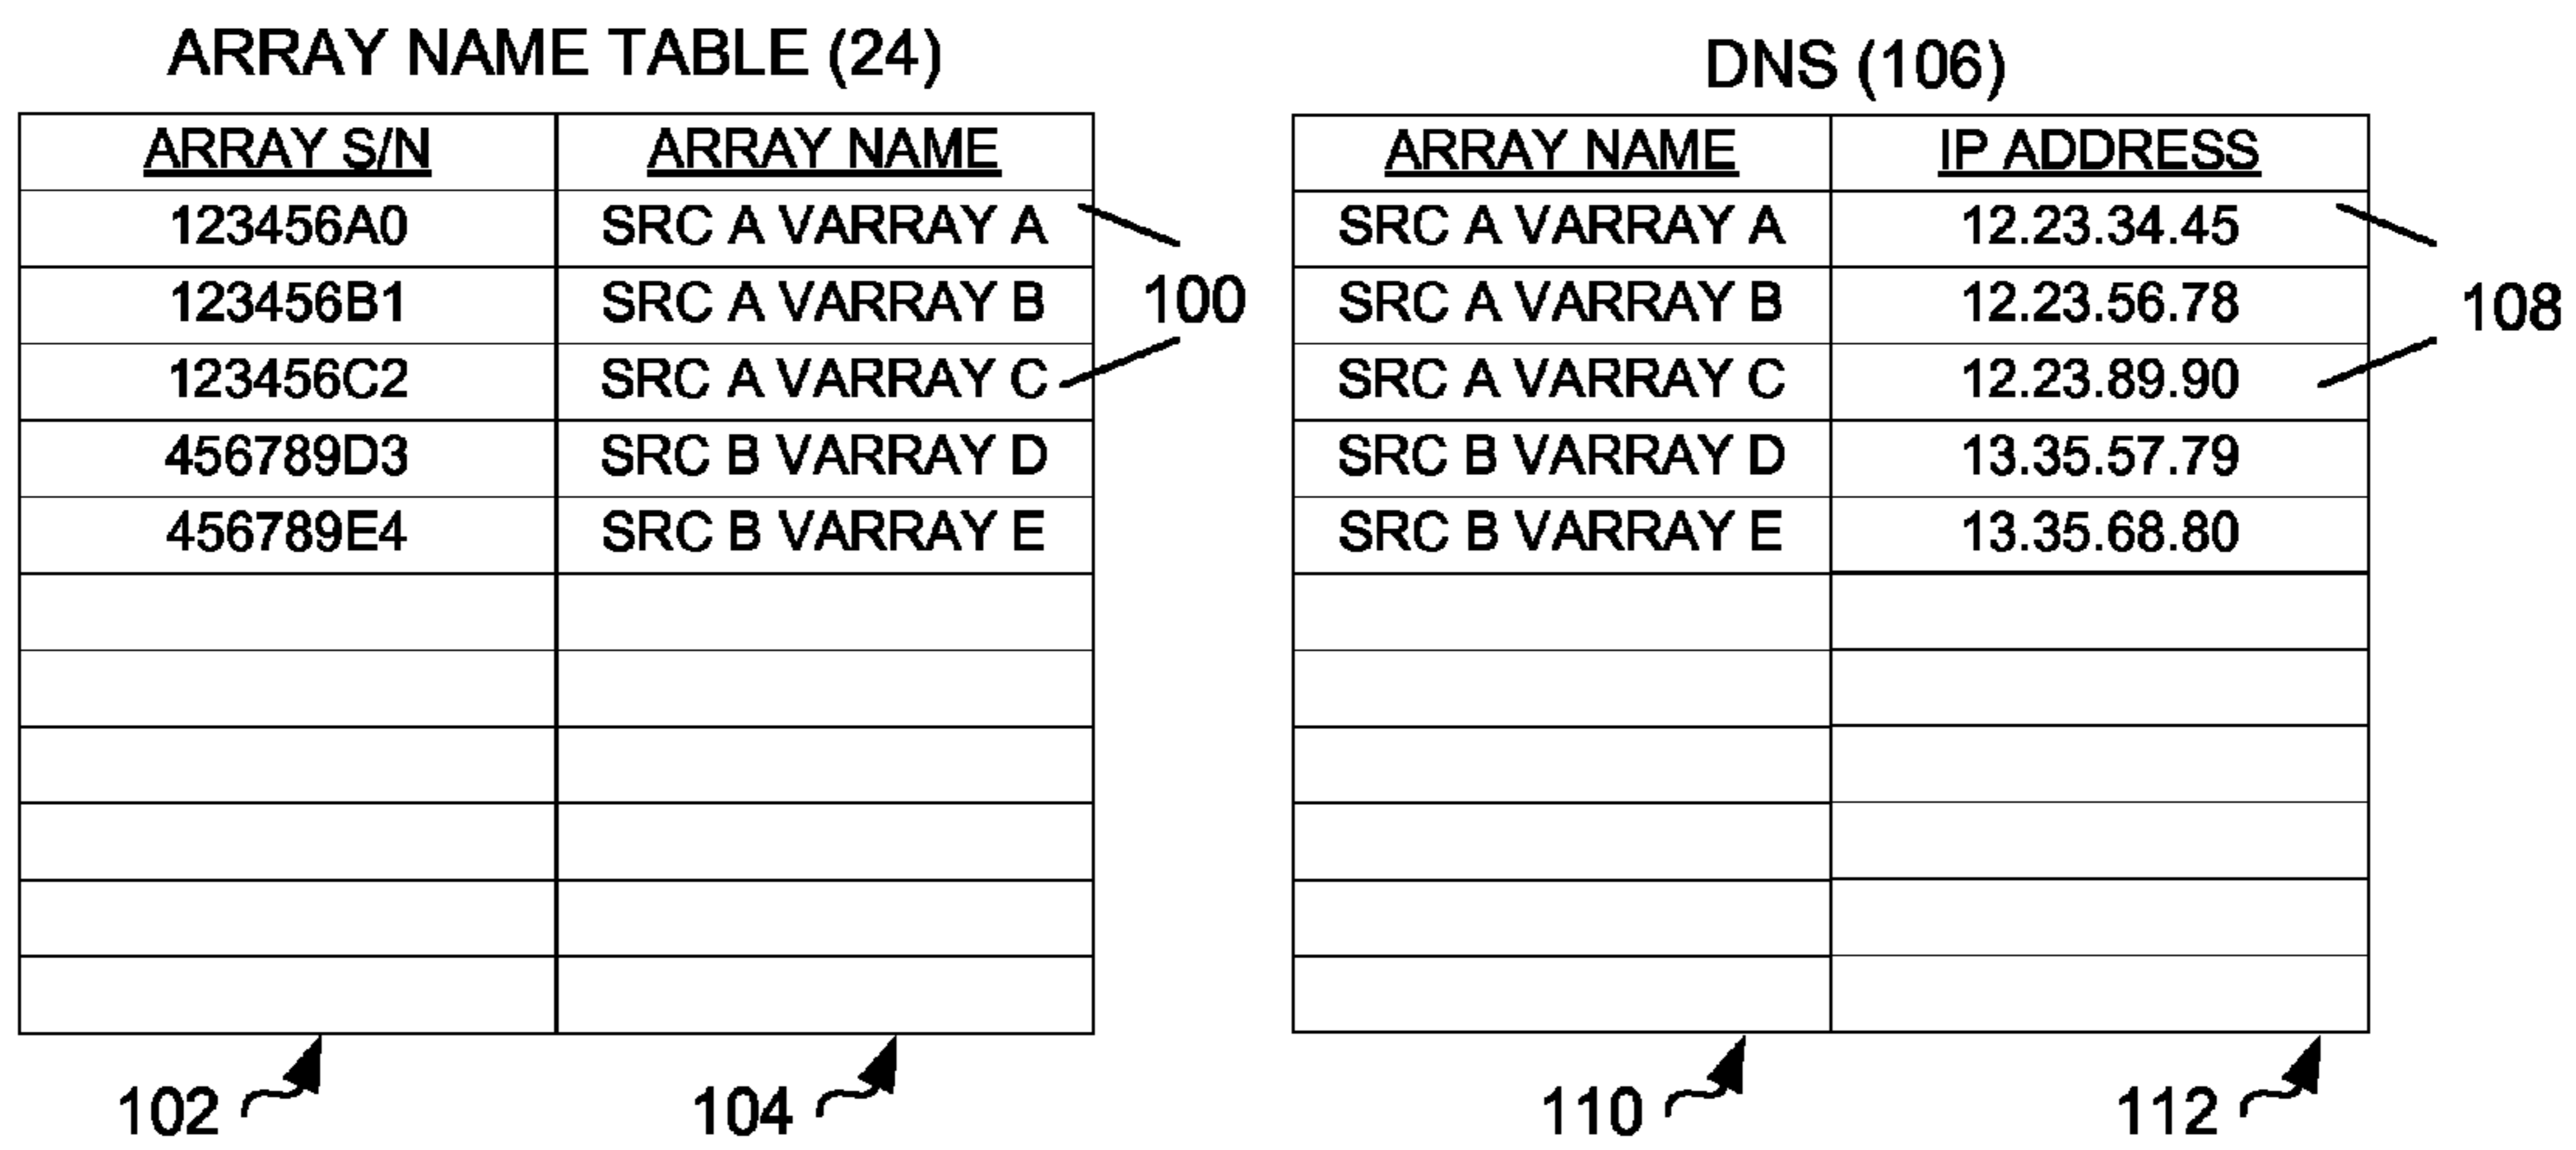 ARRAY NAME TABLE (24)
ARRAY S/N ARRAY NAME
123456A0 SRC A VARRAY A
123456B1 SRC A VARRAY B
123456C2 SRC A VARRAY C
456789D3 SRC B VARRAY D
456789E4 SRC B VARRAY E
100
102 104
DNS (106)
ARRAY NAME IP ADDRESS
SRC A VARRAY A 12.23.34.45
SRC A VARRAY B 12.23.56.78
SRC A VARRAY C 12.23.89.90
SRC B VARRAY D 13.35.57.79
SRC B VARRAY E 13.35.68.80
108
110 112